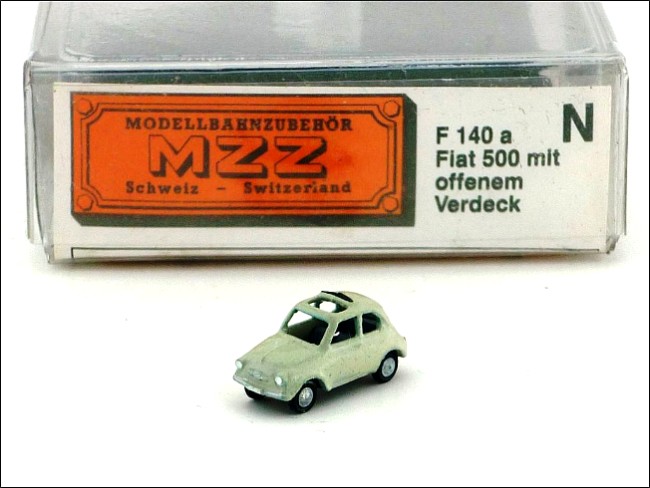 MODELLBAHNZUBEHÖR
MZZ
Schweiz - Switzerland
F 140 a
Fiat 500 mit
offenem
Verdeck
N